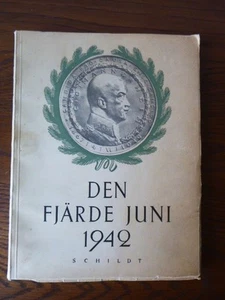 DEN
FJÄRDE JUNI
1942
SCHILDT